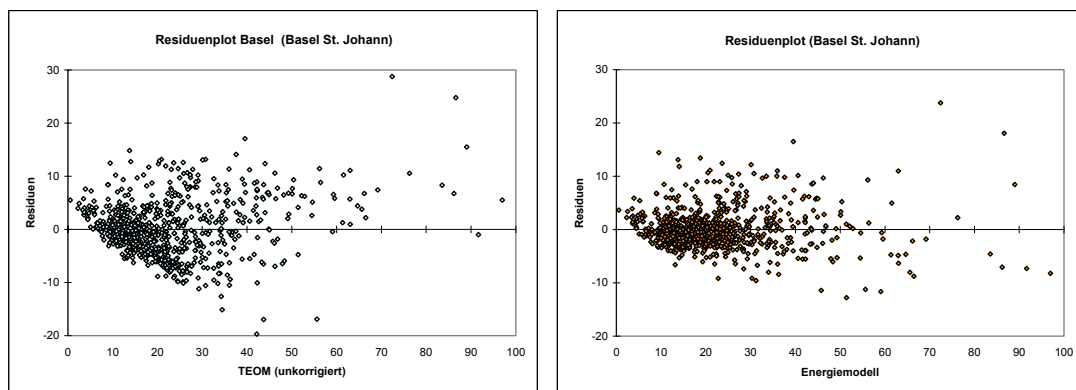 Residuenplot Basel (Basel St. Johann)
30
20
10
0
-10
-20
Residuen
0 10 20 30 40 50 60 70 80 90 100
TEOM (unkorrigiert)
Residuenplot (Basel St. Johann)
30
20
10
0
-10
-20
Residuen
0 10 20 30 40 50 60 70 80 90 100
Energiemodell